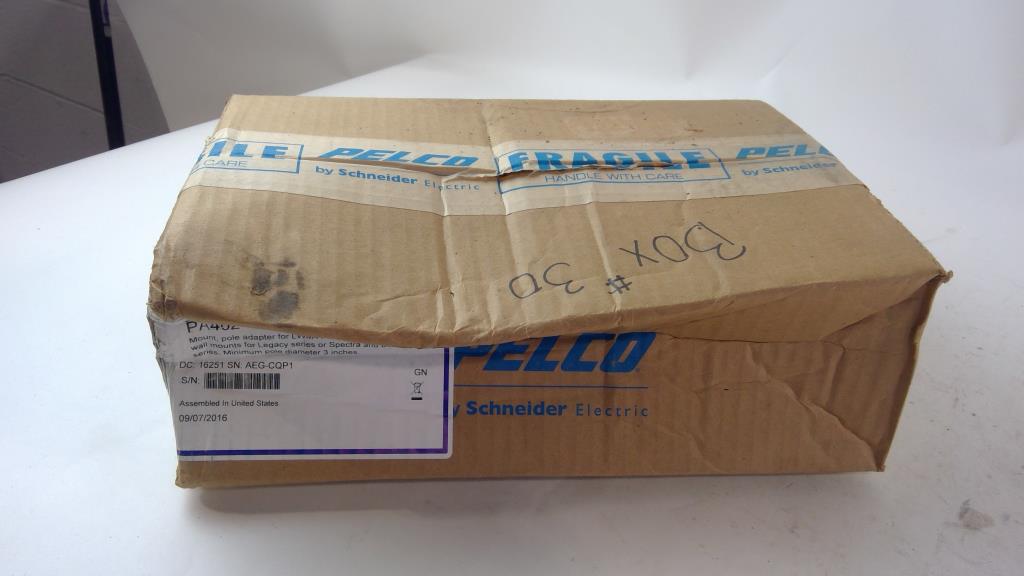 ILE
CARE
PELCO
by Schneider Electric
FRAGILE
HANDLE WITH CARE
PEL
by Schneider
BOX
# 30
PA402
Mount, pole adapter for
wall mounts for Legacy series or Spectra and
series. Minimum pole diameter 3 inches
DC: 16251 SN: AEG-CQP1
S/N:
GN
Assembled In United States
09/07/2016
PELCO
by Schneider Electric